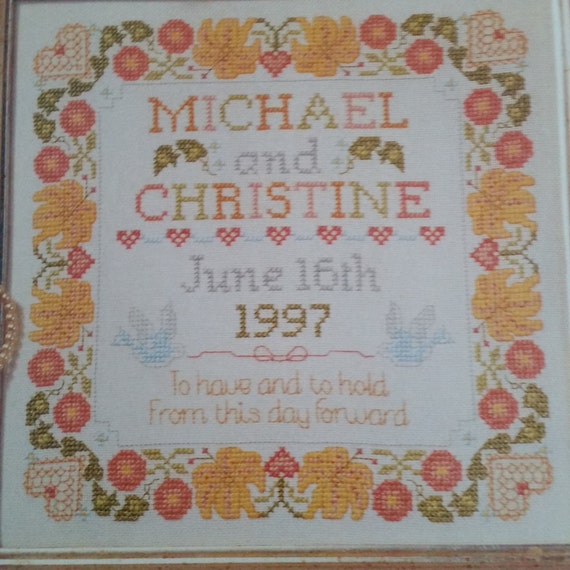 MICHAEL
and
CHRISTINE
June 16th
1997
To have and to hold
From this day forward